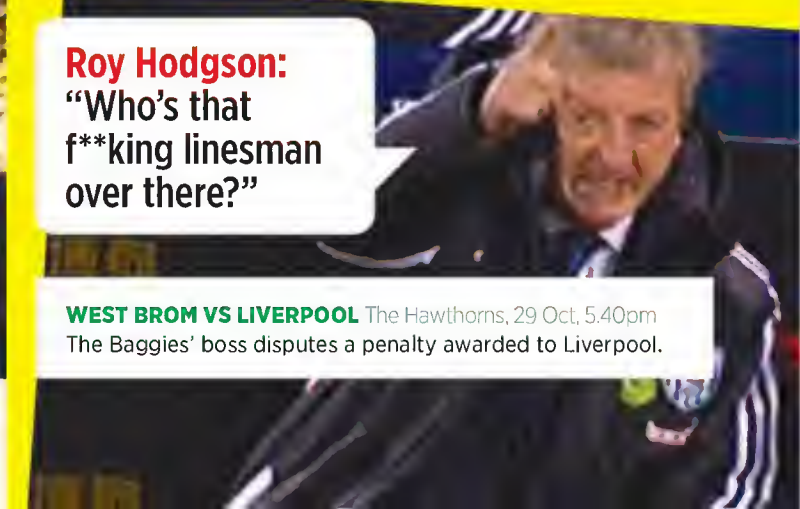 Roy Hodgson:
“Who’s that
f**king linesman
over there?”
WEST BROM VS LIVERPOOL The Hawthorns, 29 Oct, 5.40pm
The Baggies’ boss disputes a penalty awarded to Liverpool.